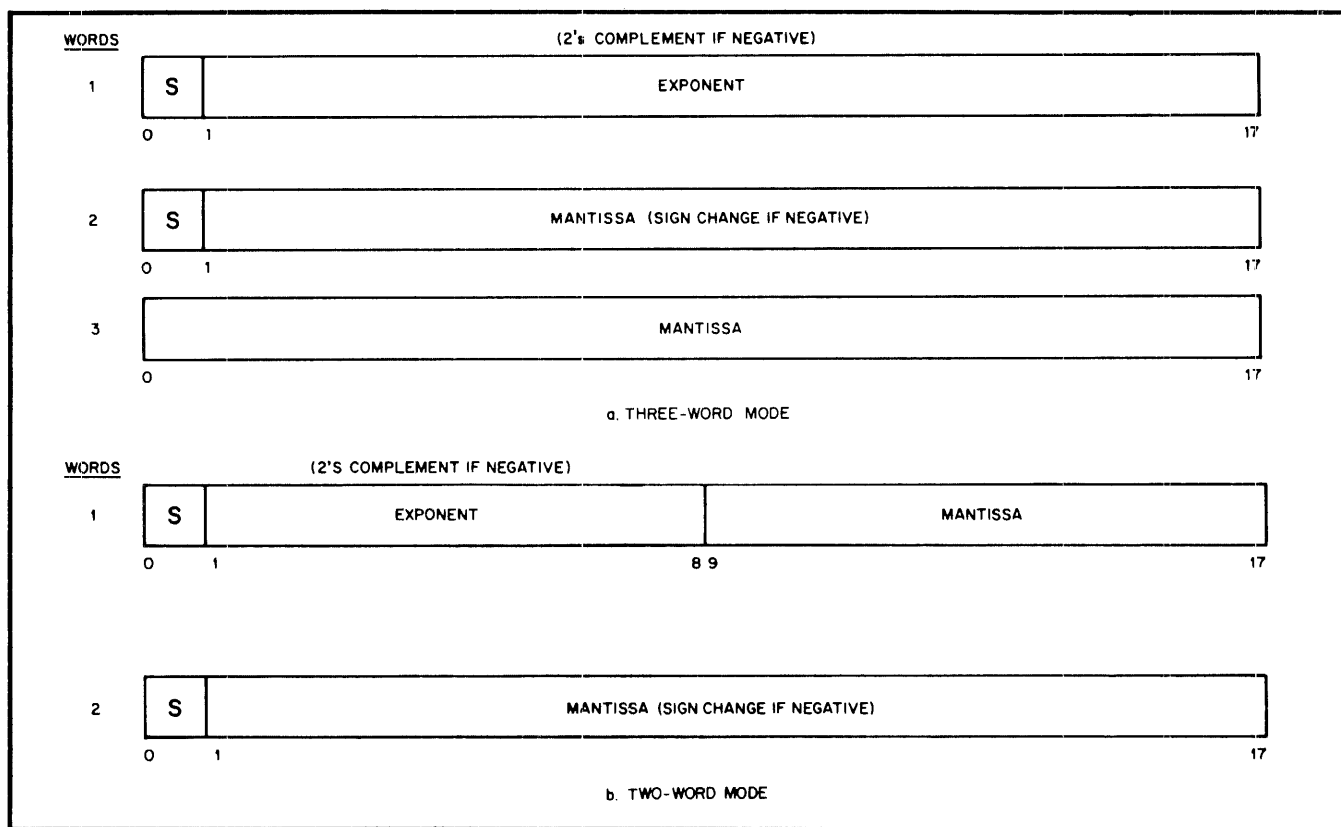 WORDS (2's COMPLEMENT IF NEGATIVE)
1 S EXPONENT
0 1 17
2 S MANTISSA (SIGN CHANGE IF NEGATIVE)
0 1 17
3 MANTISSA
0 17
a. THREE-WORD MODE
WORDS (2'S COMPLEMENT IF NEGATIVE)
1 S EXPONENT MANTISSA
0 1 8 9 17
2 S MANTISSA (SIGN CHANGE IF NEGATIVE)
0 1 17
b. TWO-WORD MODE